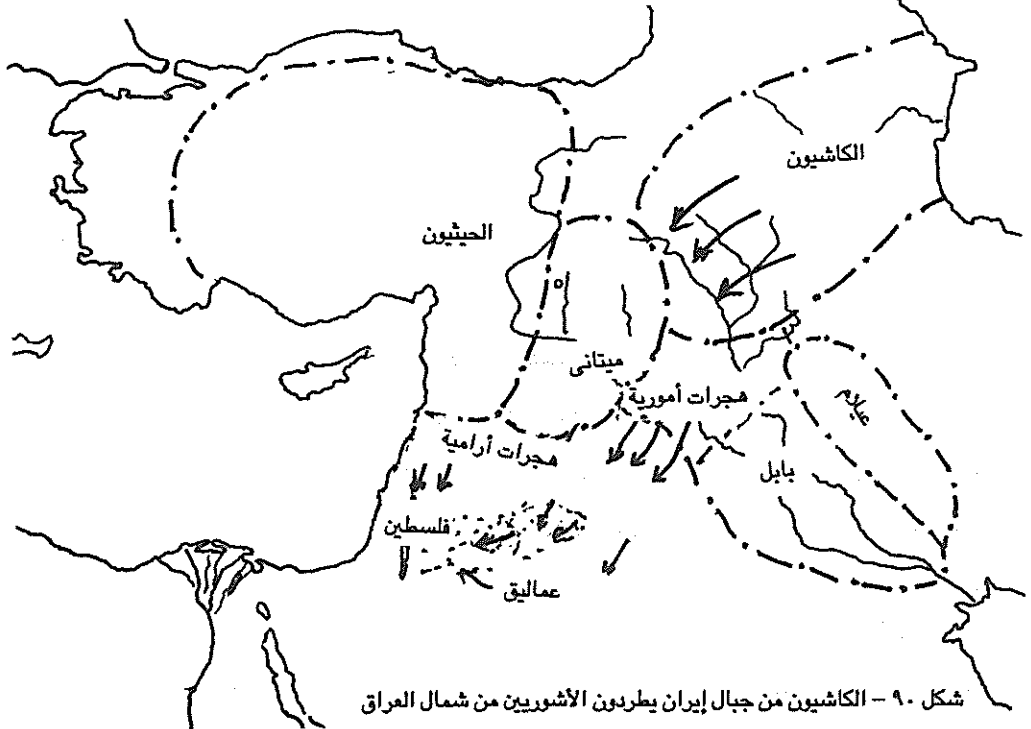 الكاشيون
الحيثيون
ميتانى
هجرات أمورية
عيلام
هجرات أرامية
بابل
فلسطين
عماليق
شكل ٩٠ – الكاشيون من جبال إيران يطردون الأشوريين من شمال العراق